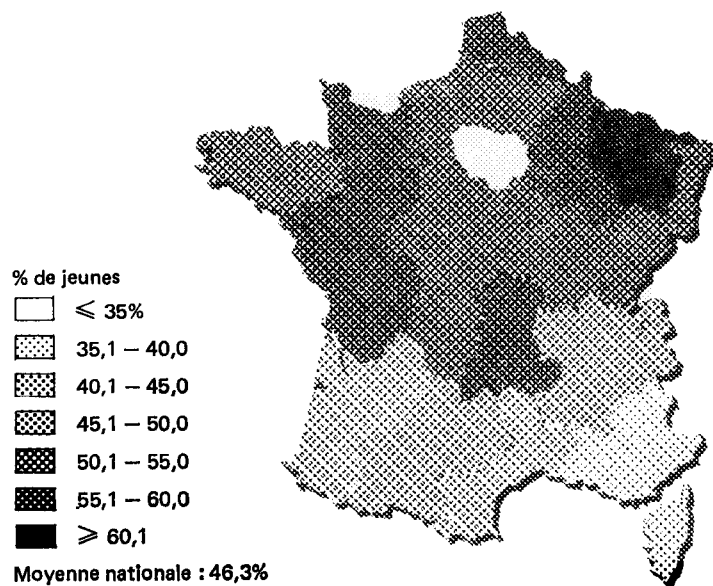 % de jeunes
⩽ 35%
35,1 — 40,0
40,1 — 45,0
45,1 — 50,0
50,1 — 55,0
55,1 — 60,0
⩾ 60,1
Moyenne nationale : 46,3%